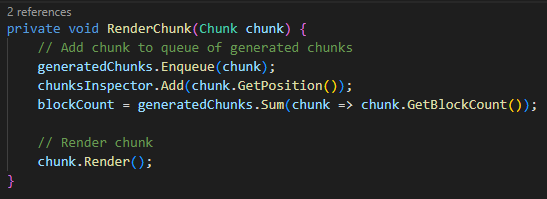 2 references
private void RenderChunk(Chunk chunk) {
// Add chunk to queue of generated chunks
generatedChunks.Enqueue(chunk);
chunksInspector.Add(chunk.GetPosition());
blockCount = generatedChunks.Sum(chunk => chunk.GetBlockCount());
// Render chunk
chunk.Render();
}